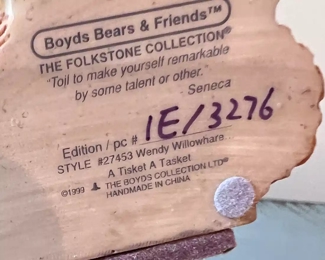 Boyds Bears & Friends™
THE FOLKSTONE COLLECTION®
"Toil to make yourself remarkable
by some talent or other."
Seneca
Edition / pc # 1E/3276
STYLE #27453 Wendy Willowhare...
A Tisket A Tasket
©1999 THE BOYDS COLLECTION LTD®
HANDMADE IN CHINA